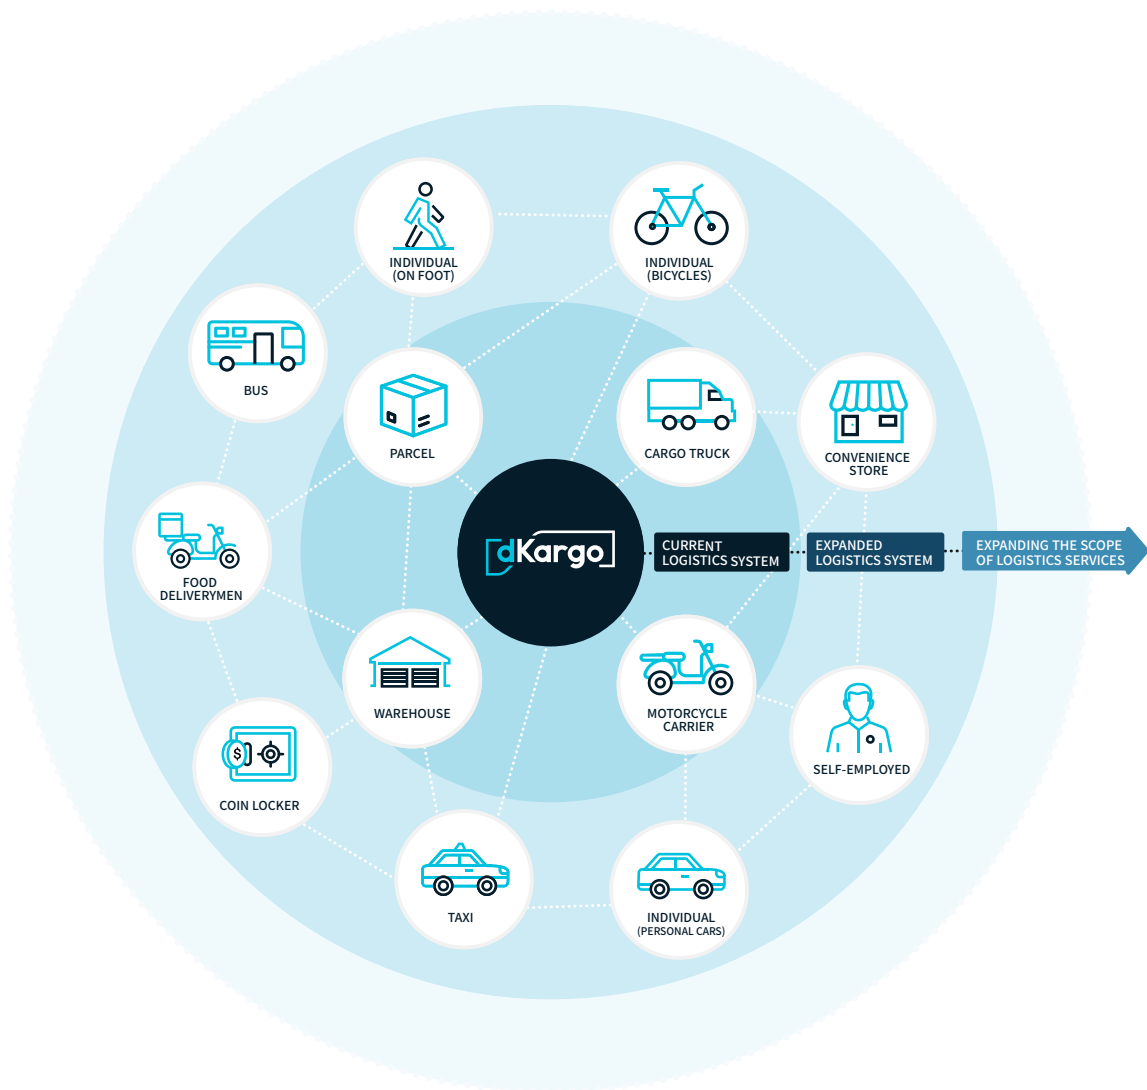 INDIVIDUAL
(ON FOOT)
INDIVIDUAL
(BICYCLES)
BUS
PARCEL
CARGO TRUCK
CONVENIENCE
STORE
dKargo
CURRENT
LOGISTICS SYSTEM
EXPANDED
LOGISTICS SYSTEM
EXPANDING THE SCOPE
OF LOGISTICS SERVICES
FOOD
DELIVERYMEN
WAREHOUSE
MOTORCYCLE
CARRIER
$
COIN LOCKER
SELF-EMPLOYED
TAXI
INDIVIDUAL
(PERSONAL CARS)